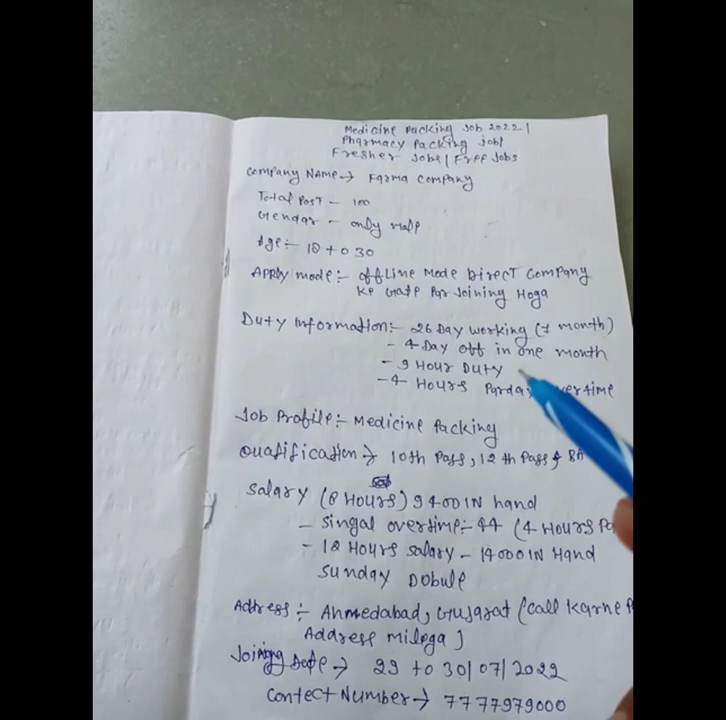 Medicine Packing Job 2022|
Pharmacy Packing job|
Fresher Jobs| Free Jobs
Company Name → Farma Company
Total Post - 100
Gendar - only male
Age :- 18 to 30
Apply mode :- offLine Mode Direct Company
Ke Gate Par Joining Hoga
Duty Information :- 26 Day working (1 month)
- 4 Day off in one month
- 9 Hour Duty
- 4 Hours Parday overtime
Job Profile :- Medicine Packing
Qualification → 10th Pass, 12th Pass
Salary (8 Hours) 9400 IN hand
- Singal overtime :- 44 (4 Hours
- 12 Hours Salary - 14000 IN Hand
Sunday Dobule
Address :- Ahmedabad, Gujarat (call Karne
Address Milega)
Joining Date → 29 to 30/07/2022
Contect Number → 7777979000